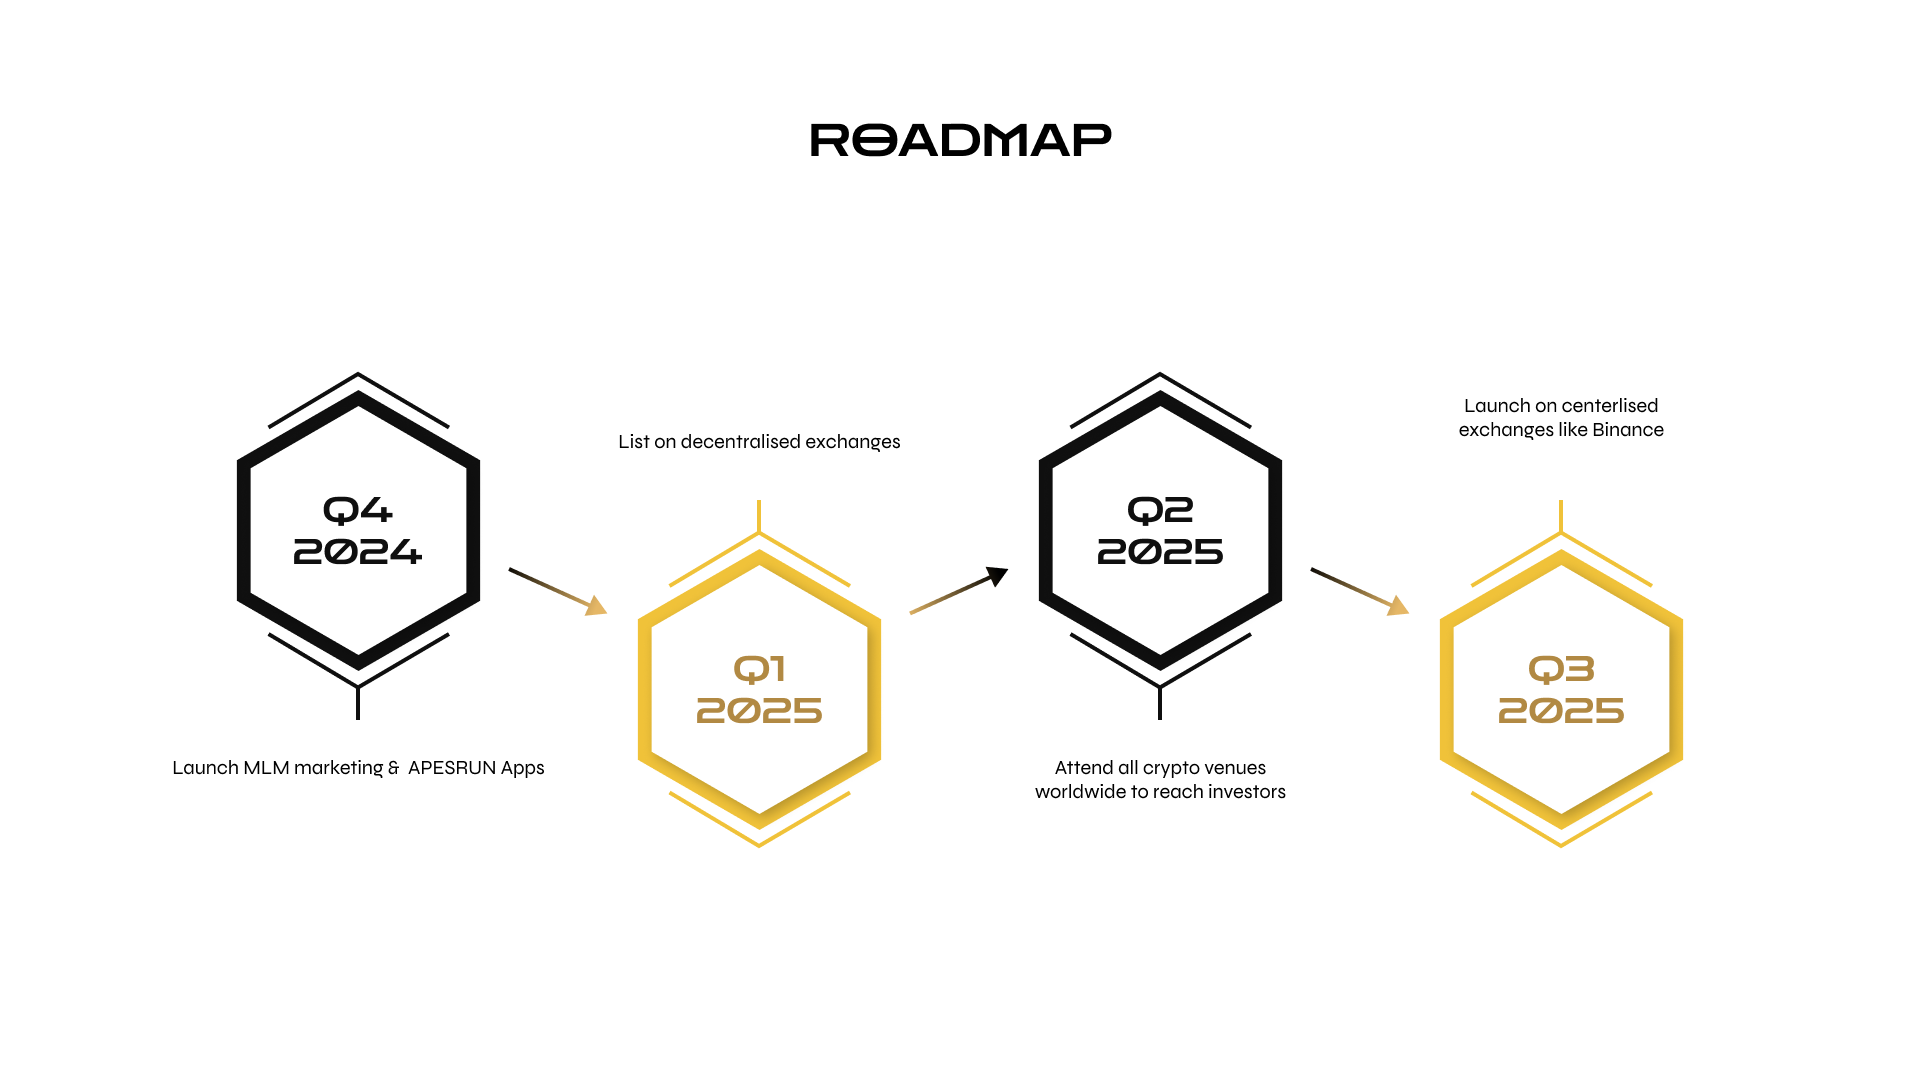 ROADMAP
Q4
2024
Launch MLM marketing & APESRUN Apps
List on decentralised exchanges
Q1
2025
Q2
2025
Attend all crypto venues
worldwide to reach investors
Launch on centerlised
exchanges like Binance
Q3
2025